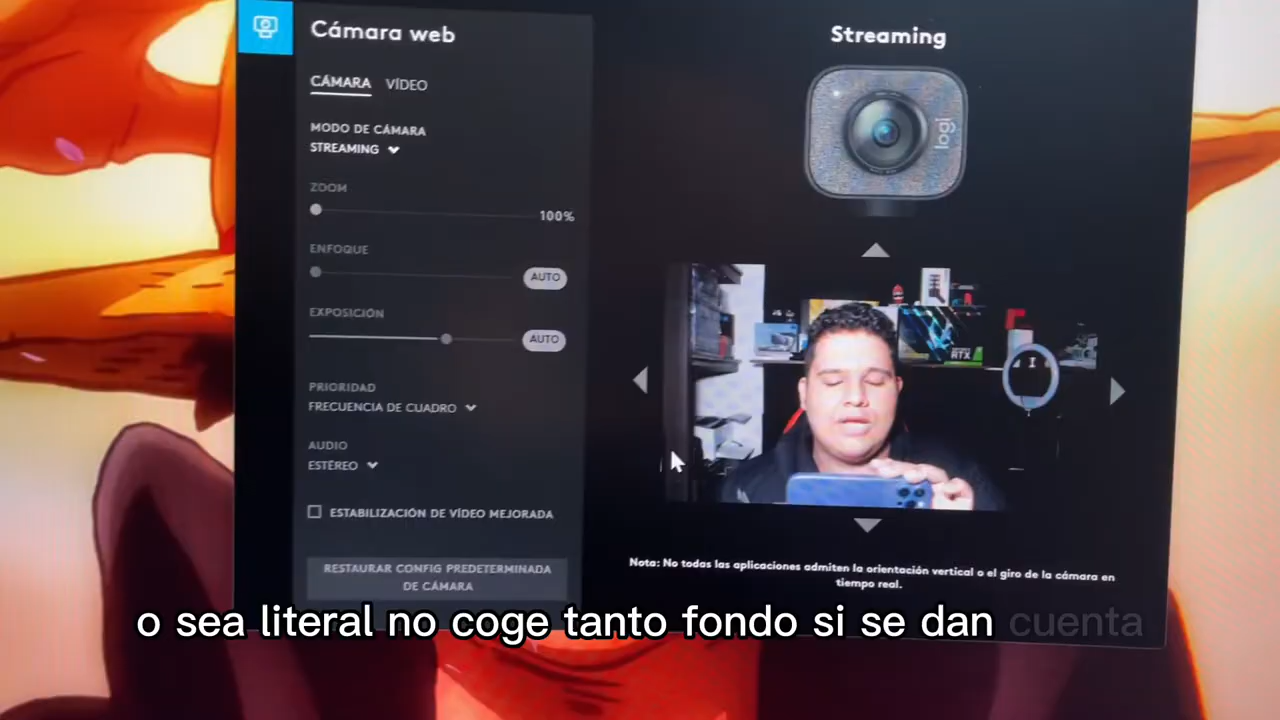 Cámara web
CÁMARA VÍDEO
MODO DE CÁMARA
STREAMING
ZOOM
100%
ENFOQUE
AUTO
EXPOSICIÓN
AUTO
PRIORIDAD
FRECUENCIA DE CUADRO
AUDIO
ESTÉREO
ESTABILIZACIÓN DE VÍDEO MEJORADA
RESTAURAR CONFIG PREDETERMINADA
DE CÁMARA
Streaming
logi
RTX
Nota: No todas las aplicaciones admiten la orientación vertical o el giro de la cámara en
tiempo real.
o sea literal no coge tanto fondo si se dan cuenta